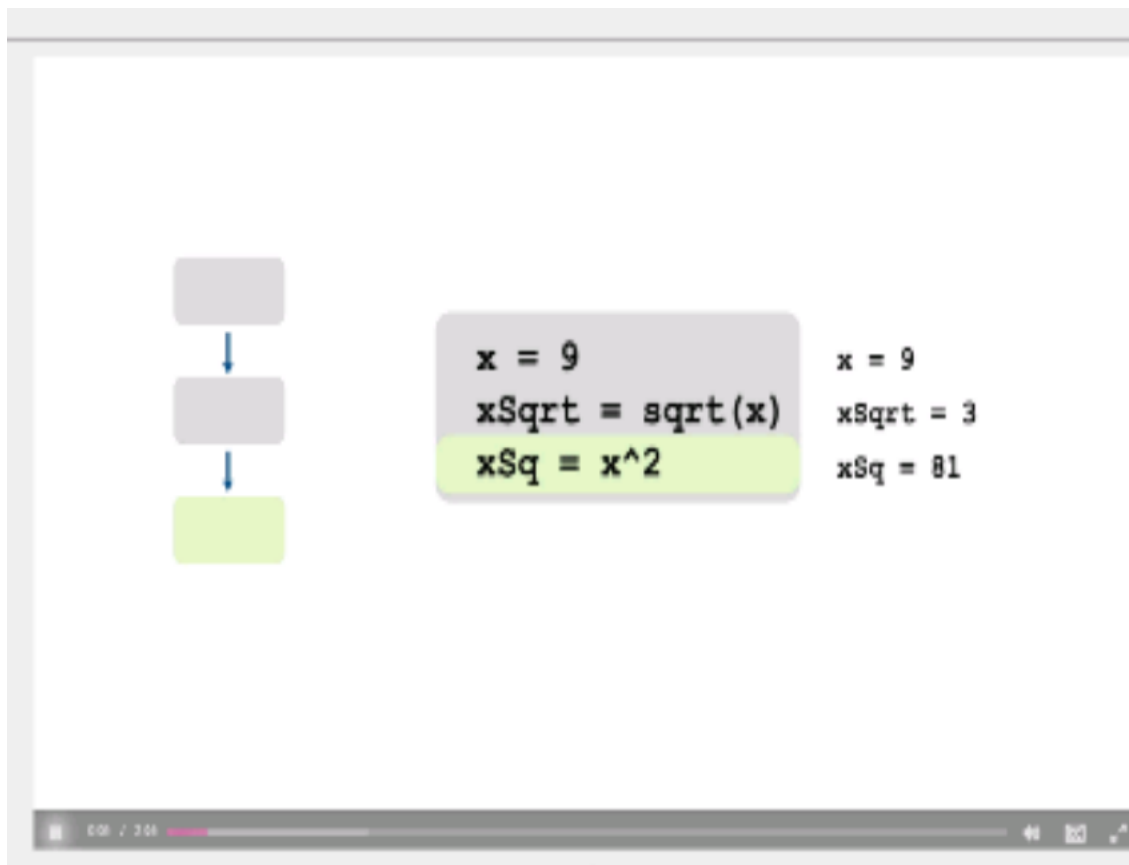 x = 9
xSqrt = sqrt(x)
xSq = x^2
x = 9
xSqrt = 3
xSq = 81